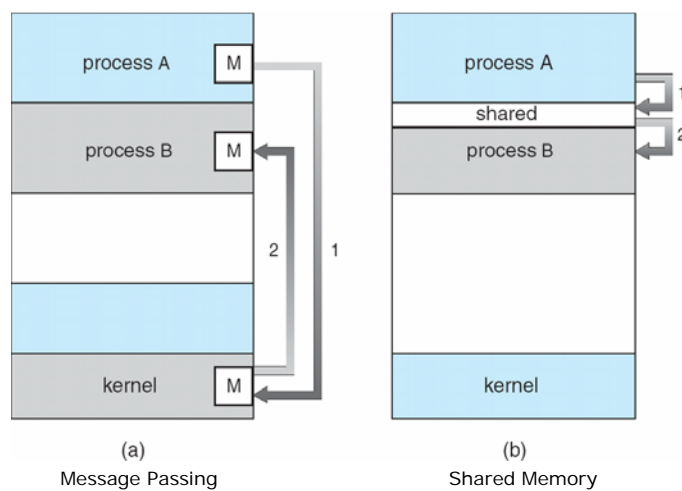 process A
M
process B
M
2
1
kernel
M
(a)
Message Passing
process A
1
shared
2
process B
kernel
(b)
Shared Memory